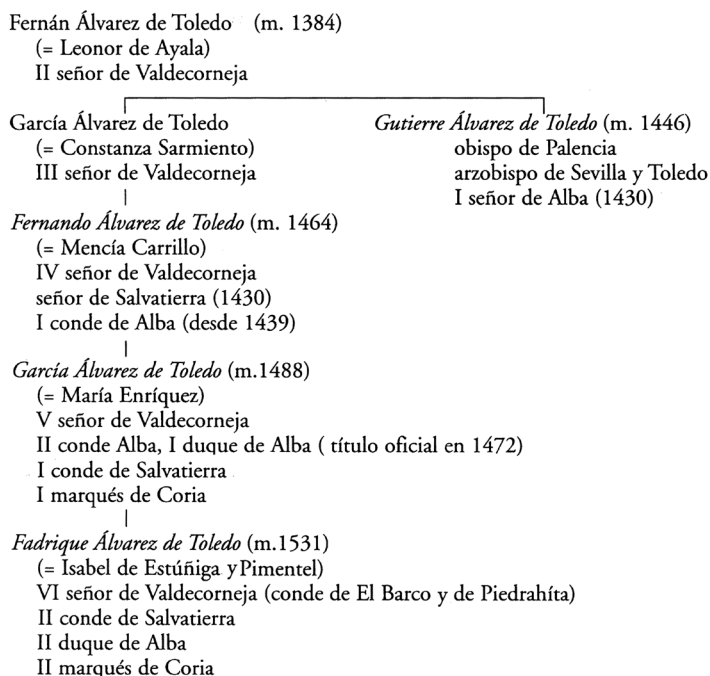 Fernán Álvarez de Toledo (m. 1384)
(= Leonor de Ayala)
II señor de Valdecorneja
García Álvarez de Toledo
(= Constanza Sarmiento)
III señor de Valdecorneja
Gutierre Álvarez de Toledo (m. 1446)
obispo de Palencia
arzobispo de Sevilla y Toledo
I señor de Alba (1430)
Fernando Álvarez de Toledo (m. 1464)
(= Mencía Carrillo)
IV señor de Valdecorneja
señor de Salvatierra (1430)
I conde de Alba (desde 1439)
García Álvarez de Toledo (m.1488)
(= María Enríquez)
V señor de Valdecorneja
II conde Alba, I duque de Alba ( título oficial en 1472)
I conde de Salvatierra
I marqués de Coria
Fadrique Álvarez de Toledo (m.1531)
(= Isabel de Estúñiga y Pimentel)
VI señor de Valdecorneja (conde de El Barco y de Piedrahíta)
II conde de Salvatierra
II duque de Alba
II marqués de Coria